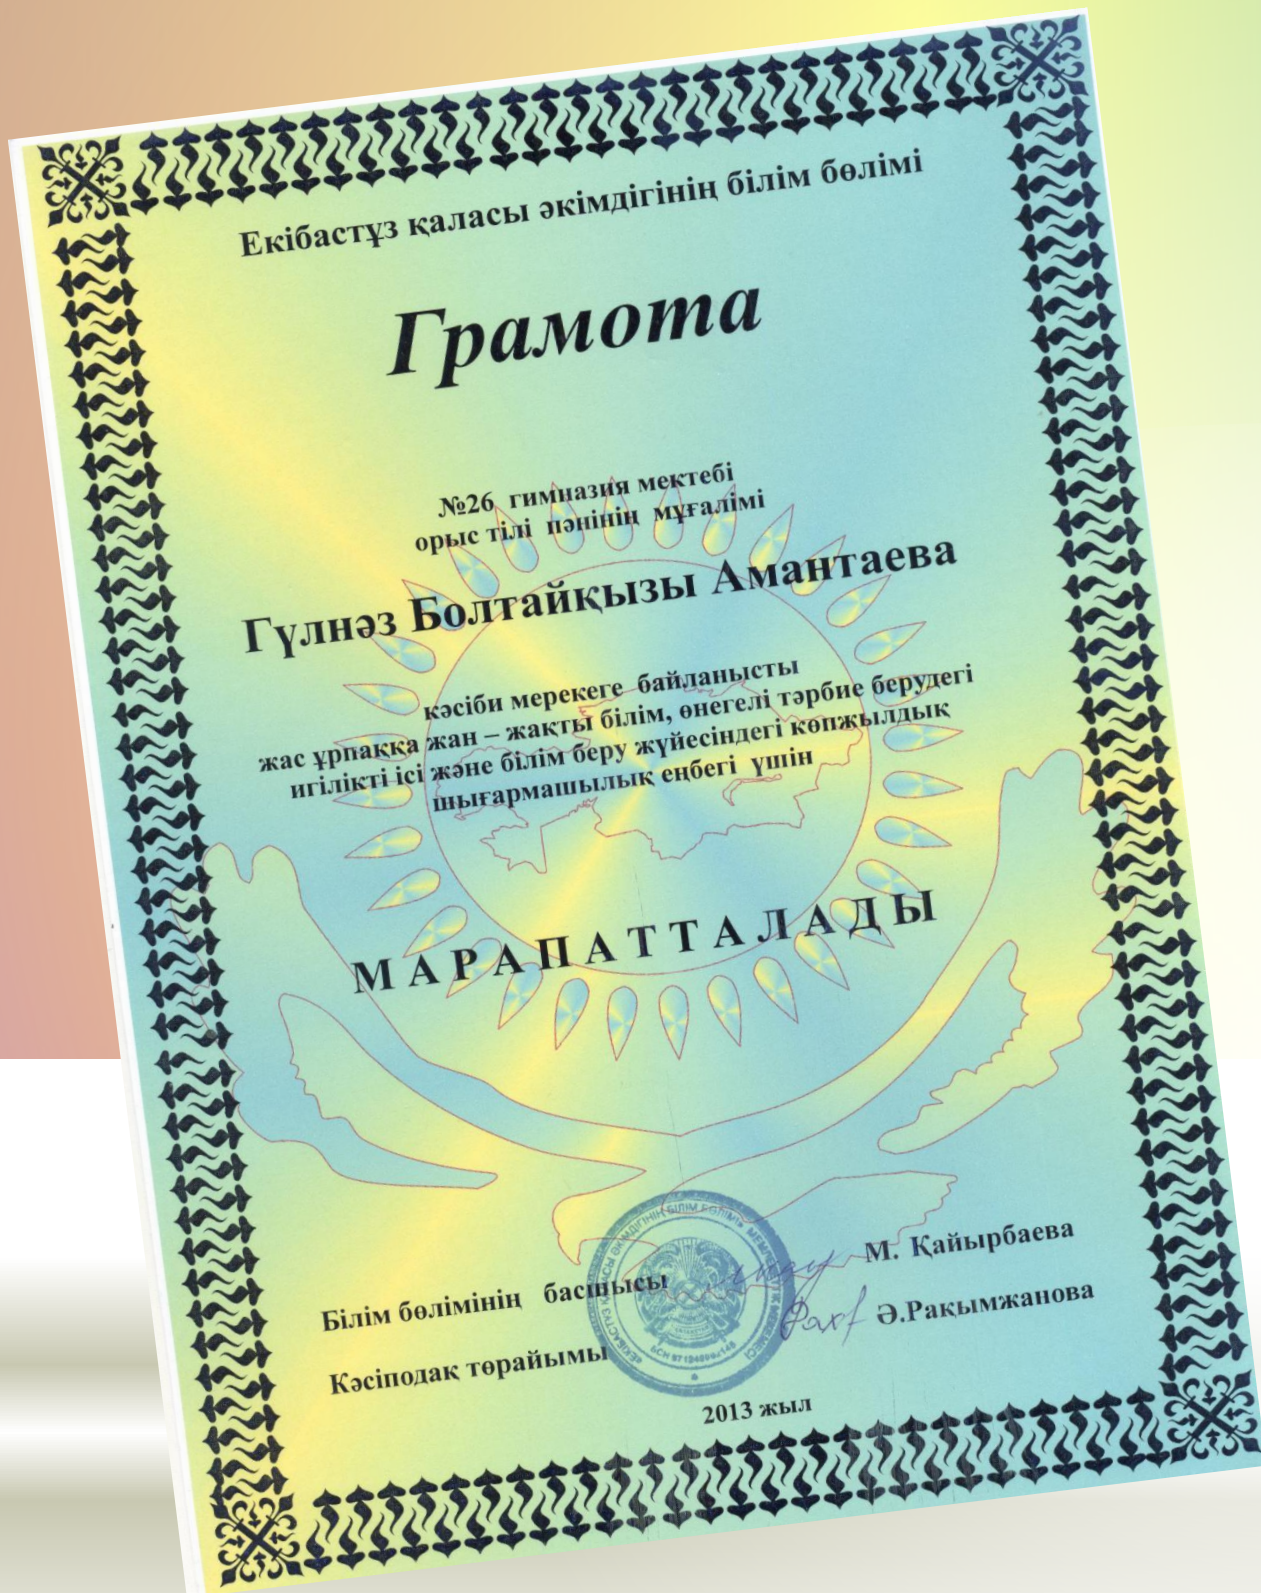 Екібастұз қаласы әкімдігінің білім бөлімі
Грамота
№26 гимназия мектебі
орыс тілі пәнінің мұғалімі
Гүлнәз Болтайқызы Амантаева
кәсіби мерекеге байланысты
жас ұрпаққа жан – жақты білім, өнегелі тәрбие берудегі
игілікті ісі және білім беру жүйесіндегі көпжылдық
шығармашылық еңбегі үшін
МАРАПАТТАЛАДЫ
Білім бөлімінің басшысы М. Қайырбаева
Кәсіподақ төрайымы Ә.Рақымжанова
2013 жыл